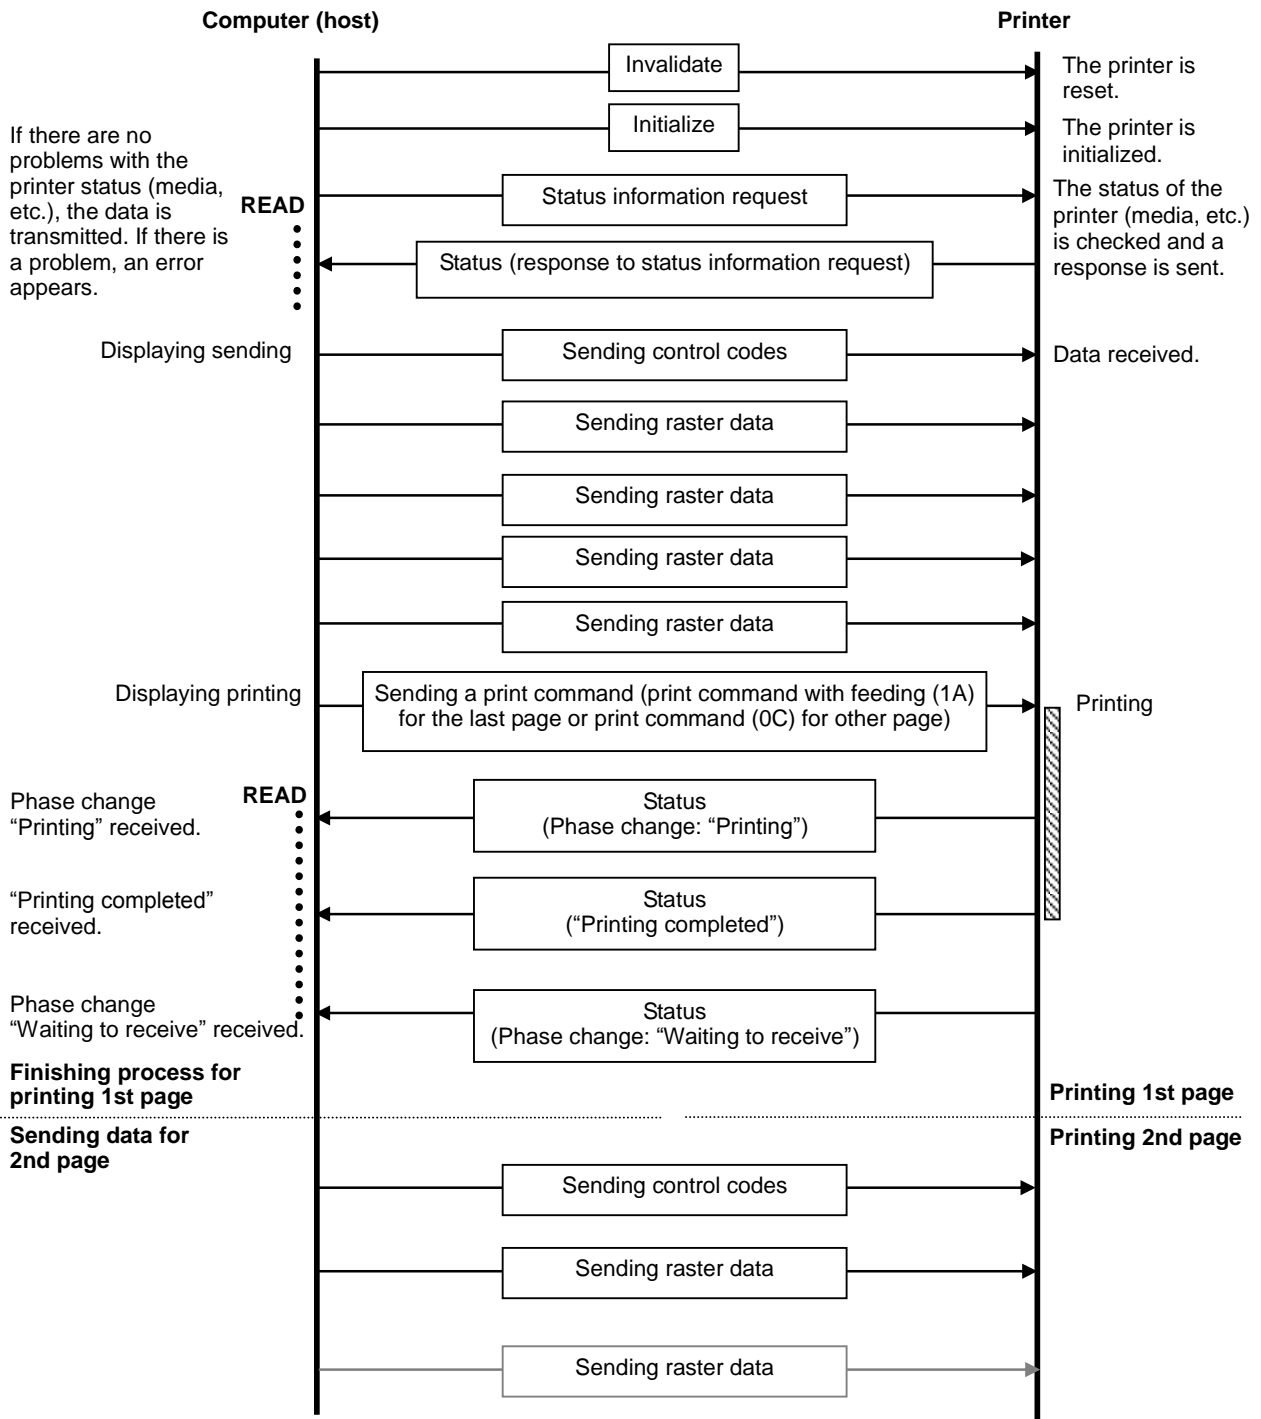 Computer (host)
Printer
Invalidate
The printer is
reset.
Initialize
The printer is
initialized.
If there are no
problems with the
printer status (media,
etc.), the data is
transmitted. If there is
a problem, an error
appears.
READ
Status information request
The status of the
printer (media, etc.)
is checked and a
response is sent.
Status (response to status information request)
Displaying sending
Sending control codes
Data received.
Sending raster data
Sending raster data
Sending raster data
Sending raster data
Displaying printing
Sending a print command (print command with feeding (1A)
for the last page or print command (0C) for other page)
Printing
READ
Phase change
“Printing” received.
Status
(Phase change: “Printing”)
“Printing completed”
received.
Status
(“Printing completed”)
Phase change
“Waiting to receive” received.
Status
(Phase change: “Waiting to receive”)
Finishing process for
printing 1st page
Printing 1st page
Sending data for
2nd page
Printing 2nd page
Sending control codes
Sending raster data
Sending raster data